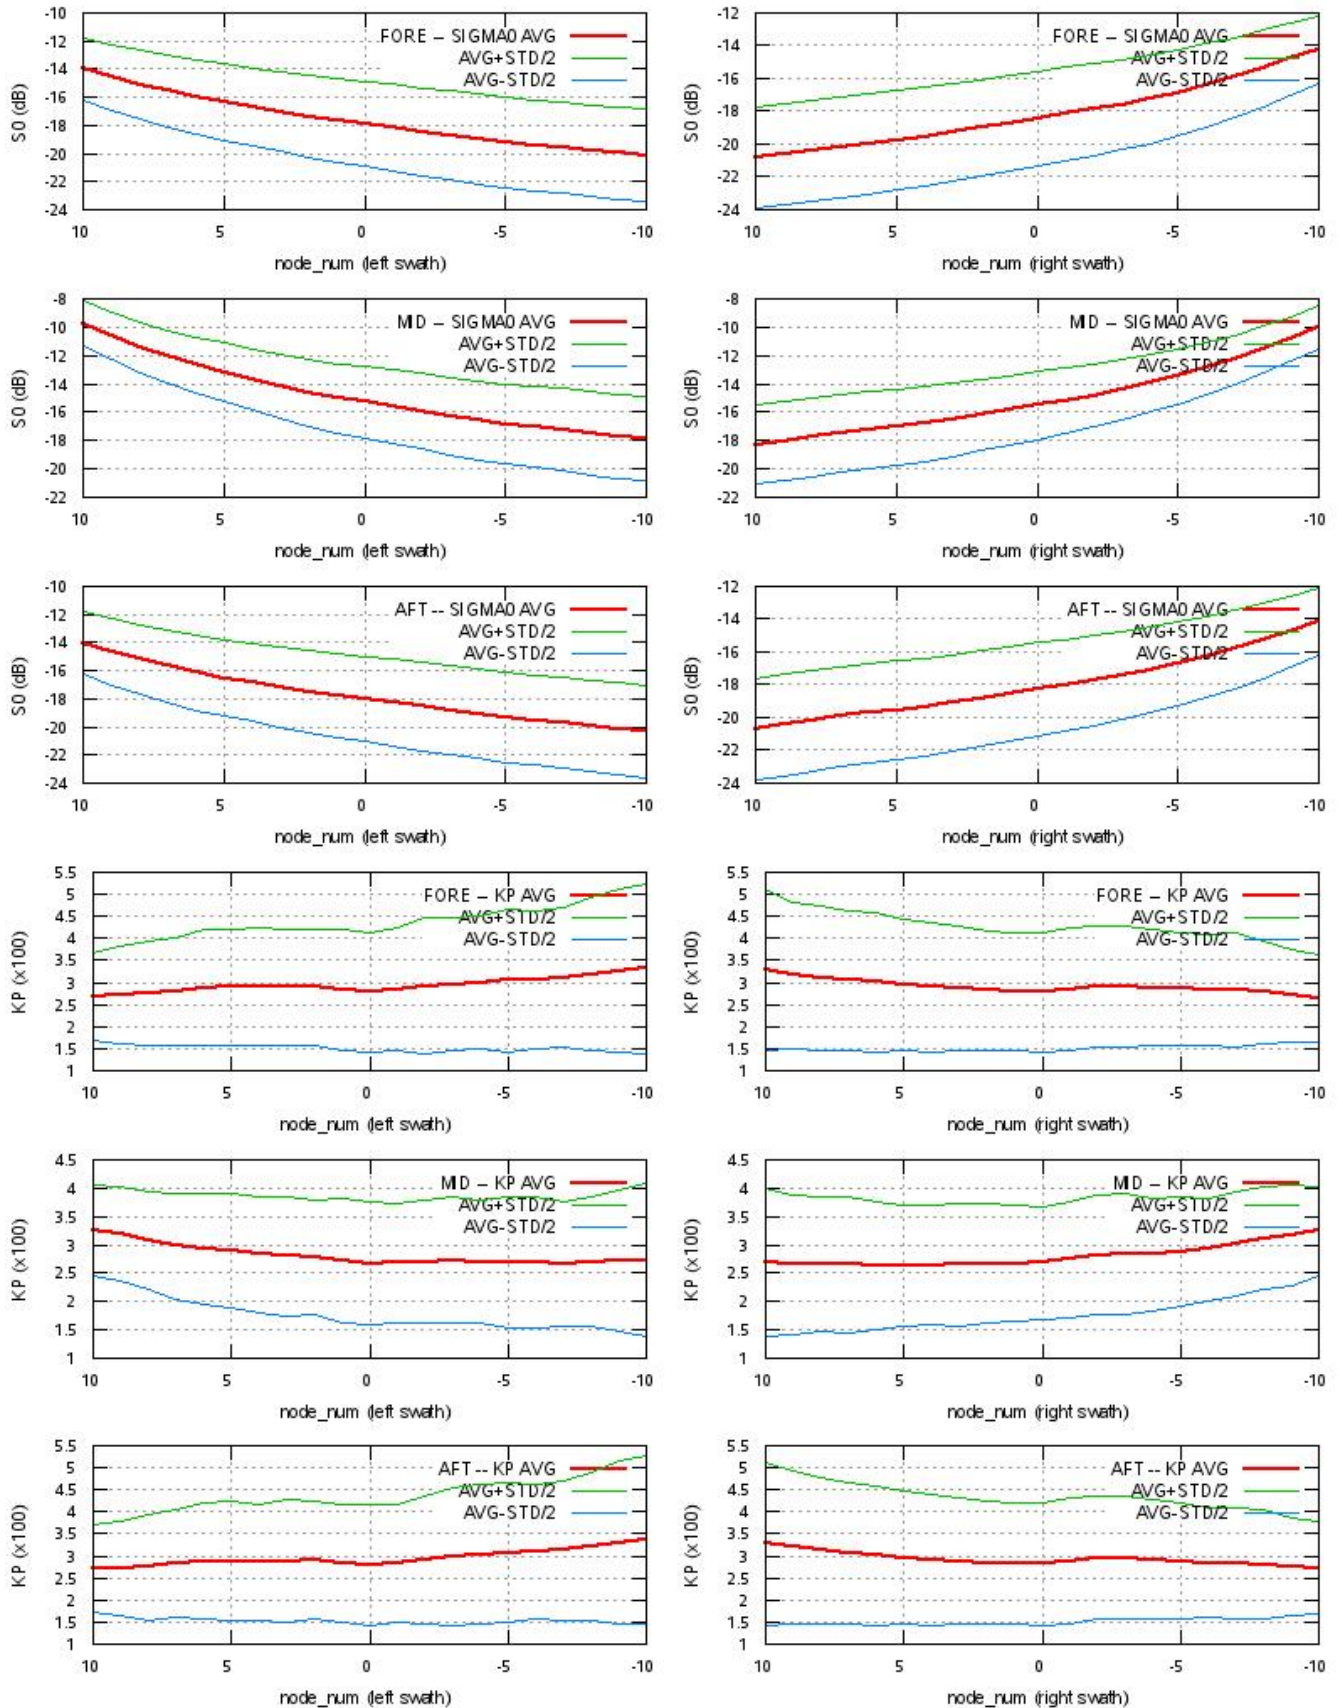 -10
-12
-14
-16
-18
-20
-22
-24
S0 (dB)
FORE -- SIGMA0 AVG
AVG+STD/2
AVG-STD/2
10 5 0 -5 -10
node_num (left swath)
-12
-14
-16
-18
-20
-22
-24
S0 (dB)
FORE -- SIGMA0 AVG
AVG+STD/2
AVG-STD/2
10 5 0 -5 -10
node_num (right swath)
-8
-10
-12
-14
-16
-18
-20
-22
S0 (dB)
MID -- SIGMA0 AVG
AVG+STD/2
AVG-STD/2
10 5 0 -5 -10
node_num (left swath)
-8
-10
-12
-14
-16
-18
-20
-22
S0 (dB)
MID -- SIGMA0 AVG
AVG+STD/2
AVG-STD/2
10 5 0 -5 -10
node_num (right swath)
-10
-12
-14
-16
-18
-20
-22
-24
S0 (dB)
AFT -- SIGMA0 AVG
AVG+STD/2
AVG-STD/2
10 5 0 -5 -10
node_num (left swath)
-12
-14
-16
-18
-20
-22
-24
S0 (dB)
AFT -- SIGMA0 AVG
AVG+STD/2
AVG-STD/2
10 5 0 -5 -10
node_num (right swath)
5.5
5
4.5
4
3.5
3
2.5
2
1.5
1
KP (x100)
FORE -- KP AVG
AVG+STD/2
AVG-STD/2
10 5 0 -5 -10
node_num (left swath)
5.5
5
4.5
4
3.5
3
2.5
2
1.5
1
KP (x100)
FORE -- KP AVG
AVG+STD/2
AVG-STD/2
10 5 0 -5 -10
node_num (right swath)
4.5
4
3.5
3
2.5
2
1.5
1
KP (x100)
MID -- KP AVG
AVG+STD/2
AVG-STD/2
10 5 0 -5 -10
node_num (left swath)
4.5
4
3.5
3
2.5
2
1.5
1
KP (x100)
MID -- KP AVG
AVG+STD/2
AVG-STD/2
10 5 0 -5 -10
node_num (right swath)
5.5
5
4.5
4
3.5
3
2.5
2
1.5
1
KP (x100)
AFT -- KP AVG
AVG+STD/2
AVG-STD/2
10 5 0 -5 -10
node_num (left swath)
5.5
5
4.5
4
3.5
3
2.5
2
1.5
1
KP (x100)
AFT -- KP AVG
AVG+STD/2
AVG-STD/2
10 5 0 -5 -10
node_num (right swath)